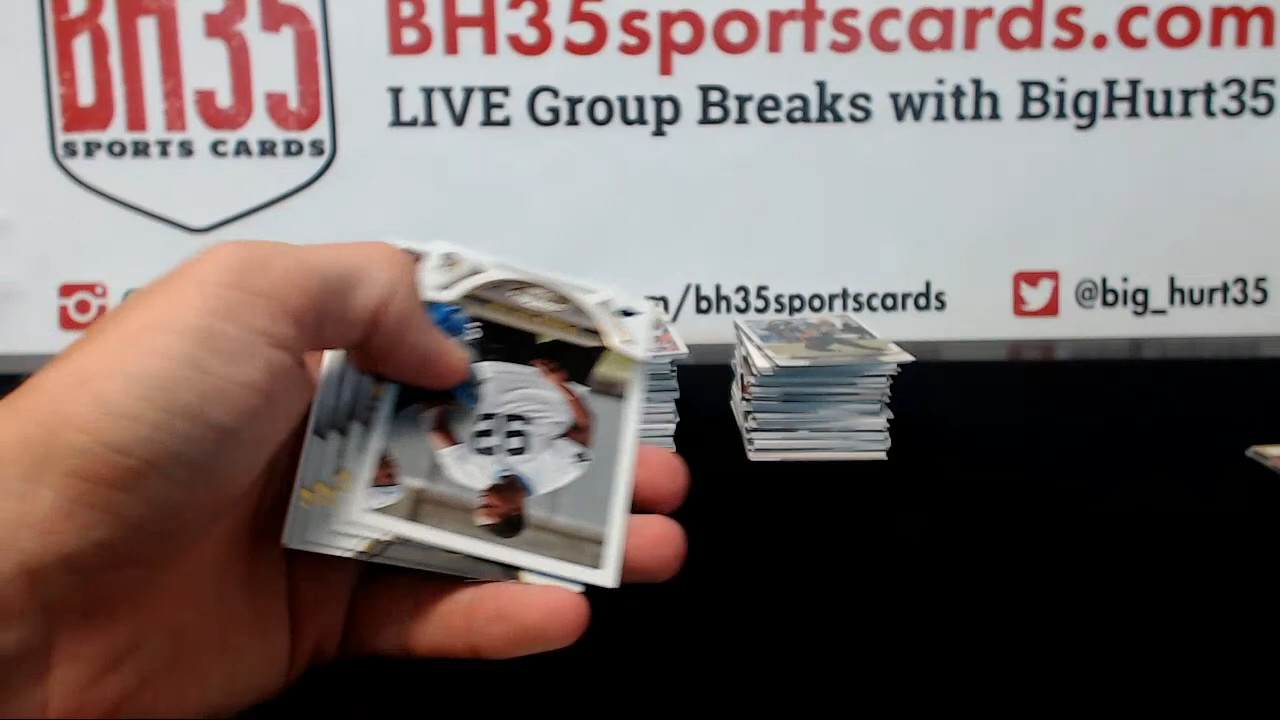 BH35
SPORTS CARDS
BH35sportscards.com
LIVE Group Breaks with BigHurt35
m/bh35sportscards
@big_hurt35